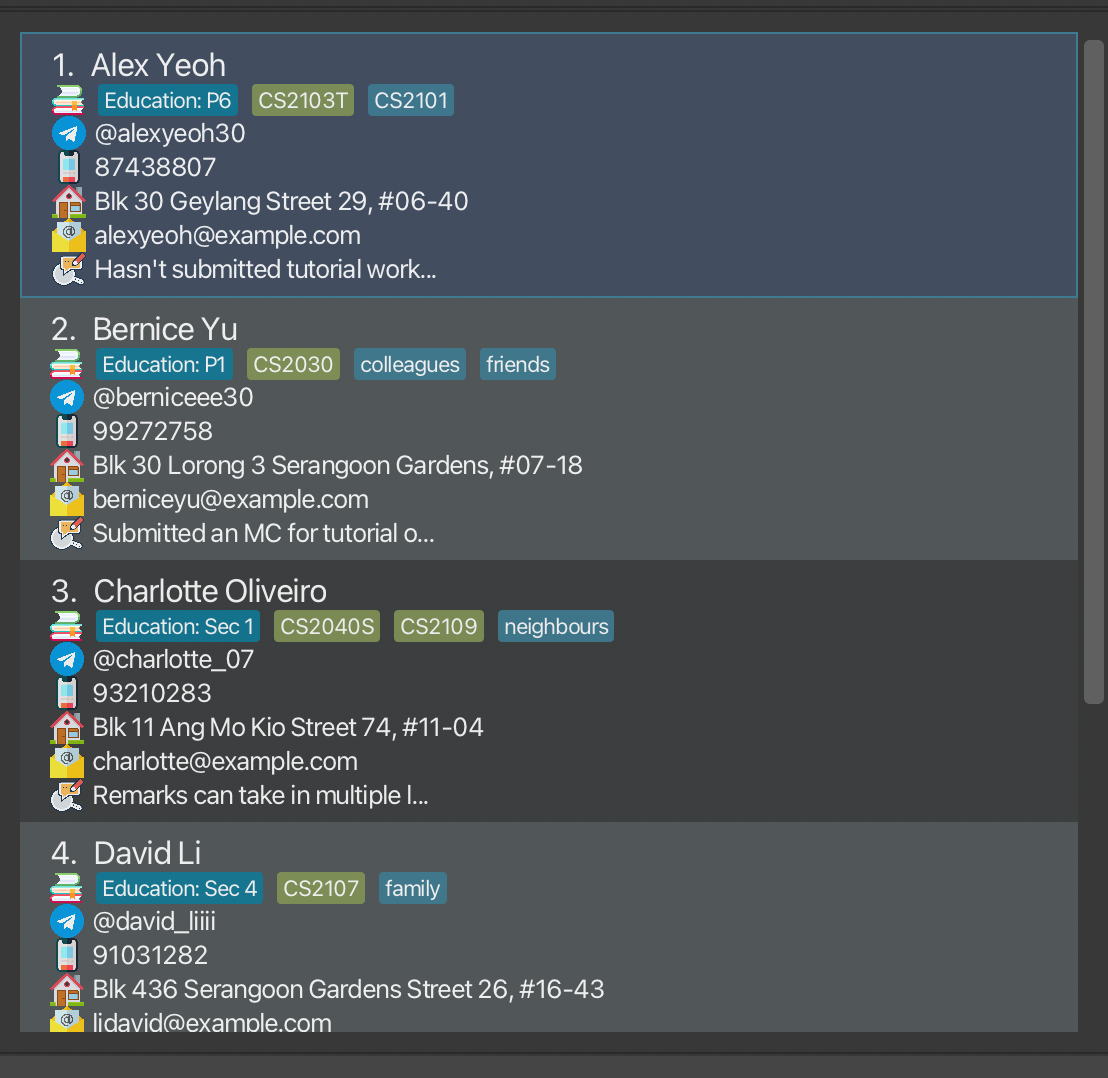 1. Alex Yeoh
Education: P6 CS2103T CS2101
@alexyeoh30
87438807
Blk 30 Geylang Street 29, #06-40
alexyeoh@example.com
Hasn't submitted tutorial work...
2. Bernice Yu
Education: P1 CS2030 colleagues friends
@berniceee30
99272758
Blk 30 Lorong 3 Serangoon Gardens, #07-18
berniceyu@example.com
Submitted an MC for tutorial o...
3. Charlotte Oliveiro
Education: Sec 1 CS2040S CS2109 neighbours
@charlotte_07
93210283
Blk 11 Ang Mo Kio Street 74, #11-04
charlotte@example.com
Remarks can take in multiple l...
4. David Li
Education: Sec 4 CS2107 family
@david_liiii
91031282
Blk 436 Serangoon Gardens Street 26, #16-43
lidavid@example.com